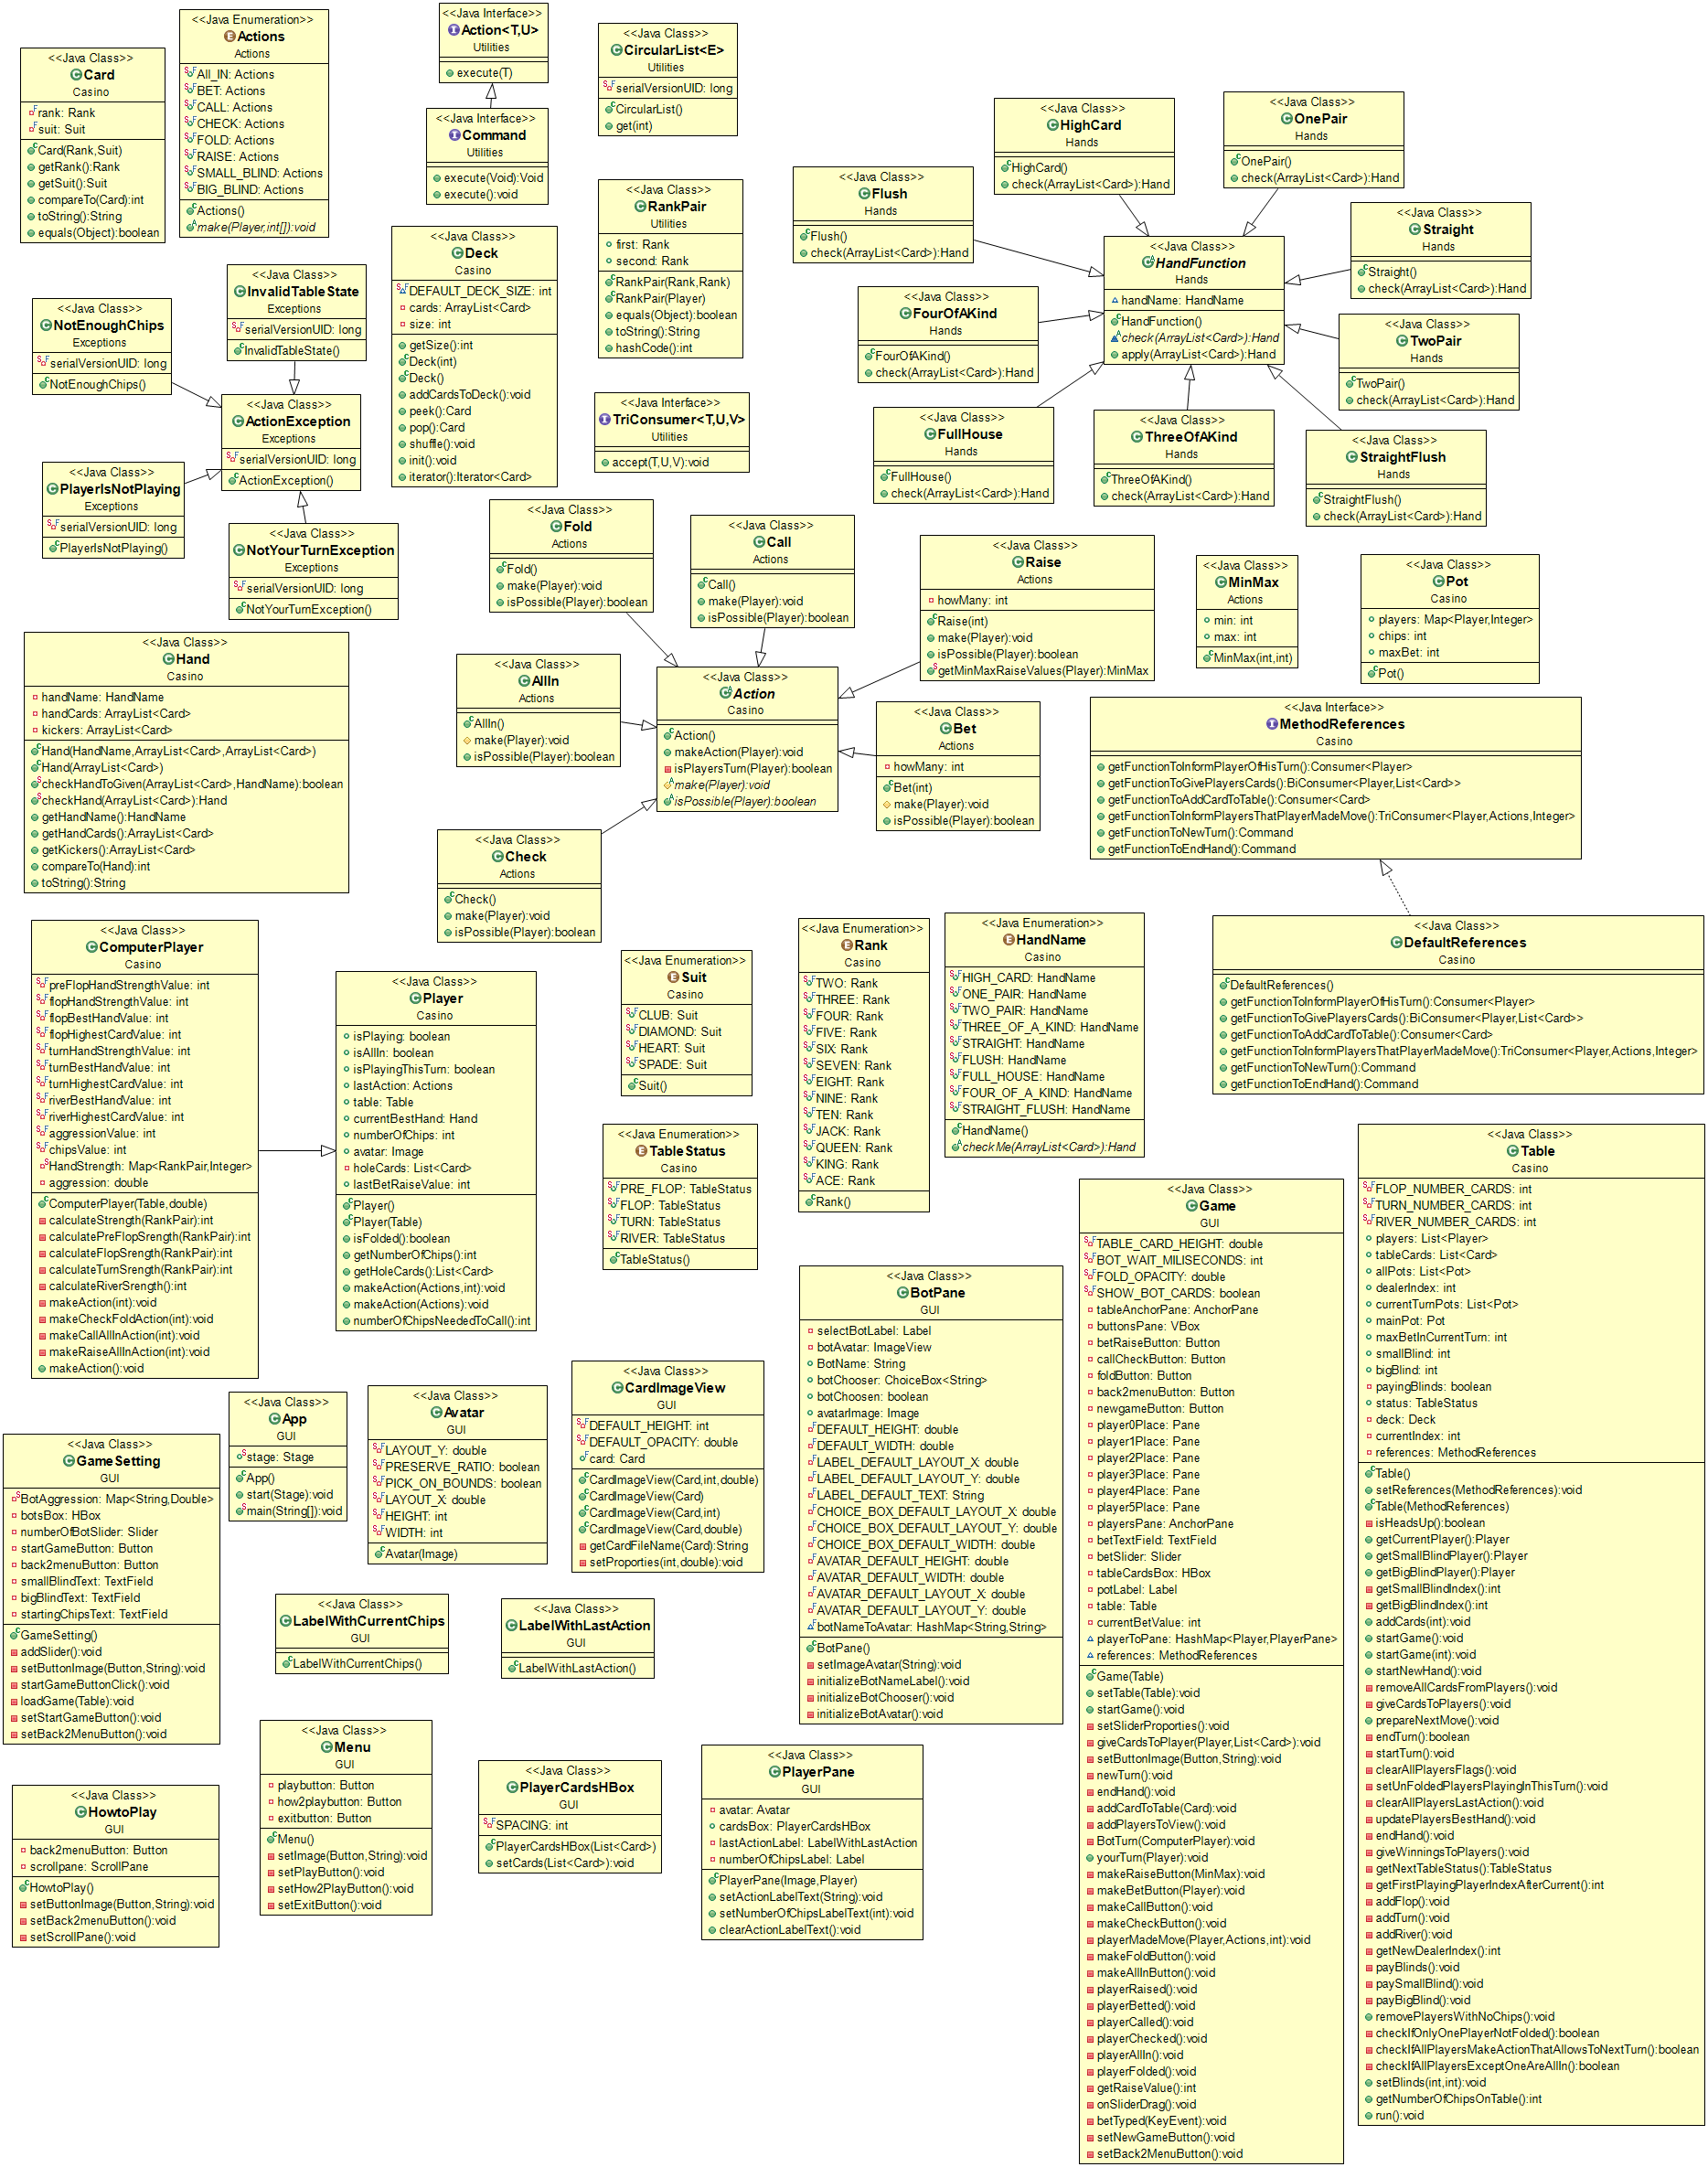 <<Java Class>>
Card
Casino
rank: Rank
suit: Suit
Card(Rank,Suit)
getRank():Rank
getSuit():Suit
compareTo(Card):int
toString():String
equals(Object):boolean
<<Java Enumeration>>
Actions
Actions
All_IN: Actions
BET: Actions
CALL: Actions
CHECK: Actions
FOLD: Actions
RAISE: Actions
SMALL_BLIND: Actions
BIG_BLIND: Actions
Actions()
make(Player,int[]):void
<<Java Interface>>
Action<T,U>
Utilities
execute(T)
<<Java Interface>>
Command
Utilities
execute(Void):Void
execute():void
<<Java Class>>
CircularList<E>
Utilities
serialVersionUID: long
CircularList()
get(int)
<<Java Class>>
RankPair
Utilities
first: Rank
second: Rank
RankPair(Rank,Rank)
RankPair(Player)
equals(Object):boolean
toString():String
hashCode():int
<<Java Interface>>
TriConsumer<T,U,V>
Utilities
accept(T,U,V):void
<<Java Class>>
Deck
Casino
DEFAULT_DECK_SIZE: int
cards: ArrayList<Card>
size: int
getSize():int
Deck(int)
Deck()
addCardsToDeck():void
peek():Card
pop():Card
shuffle():void
init():void
iterator():Iterator<Card>
<<Java Class>>
InvalidTableState
Exceptions
serialVersionUID: long
InvalidTableState()
<<Java Class>>
NotEnoughChips
Exceptions
serialVersionUID: long
NotEnoughChips()
<<Java Class>>
ActionException
Exceptions
serialVersionUID: long
ActionException()
<<Java Class>>
PlayerIsNotPlaying
Exceptions
serialVersionUID: long
PlayerIsNotPlaying()
<<Java Class>>
NotYourTurnException
Exceptions
serialVersionUID: long
NotYourTurnException()
<<Java Class>>
HighCard
Hands
HighCard()
check(ArrayList<Card>):Hand
<<Java Class>>
OnePair
Hands
OnePair()
check(ArrayList<Card>):Hand
<<Java Class>>
Flush
Hands
Flush()
check(ArrayList<Card>):Hand
<<Java Class>>
HandFunction
Hands
handName: HandName
HandFunction()
check(ArrayList<Card>):Hand
apply(ArrayList<Card>):Hand
<<Java Class>>
Straight
Hands
Straight()
check(ArrayList<Card>):Hand
<<Java Class>>
FourOfAKind
Hands
FourOfAKind()
check(ArrayList<Card>):Hand
<<Java Class>>
TwoPair
Hands
TwoPair()
check(ArrayList<Card>):Hand
<<Java Class>>
FullHouse
Hands
FullHouse()
check(ArrayList<Card>):Hand
<<Java Class>>
ThreeOfAKind
Hands
ThreeOfAKind()
check(ArrayList<Card>):Hand
<<Java Class>>
StraightFlush
Hands
StraightFlush()
check(ArrayList<Card>):Hand
<<Java Class>>
Fold
Actions
Fold()
make(Player):void
isPossible(Player):boolean
<<Java Class>>
Call
Actions
Call()
make(Player):void
isPossible(Player):boolean
<<Java Class>>
Raise
Actions
howMany: int
Raise(int)
make(Player):void
isPossible(Player):boolean
getMinMaxRaiseValues(Player):MinMax
<<Java Class>>
MinMax
Actions
min: int
max: int
MinMax(int,int)
<<Java Class>>
Pot
Casino
players: Map<Player,Integer>
chips: int
maxBet: int
Pot()
<<Java Class>>
Hand
Casino
handName: HandName
handCards: ArrayList<Card>
kickers: ArrayList<Card>
Hand(HandName,ArrayList<Card>,ArrayList<Card>)
Hand(ArrayList<Card>)
checkHandToGiven(ArrayList<Card>,HandName):boolean
checkHand(ArrayList<Card>):Hand
getHandName():HandName
getHandCards():ArrayList<Card>
getKickers():ArrayList<Card>
compareTo(Hand):int
toString():String
<<Java Class>>
AllIn
Actions
AllIn()
make(Player):void
isPossible(Player):boolean
<<Java Class>>
Action
Casino
Action()
makeAction(Player):void
isPlayersTurn(Player):boolean
make(Player):void
isPossible(Player):boolean
<<Java Class>>
Bet
Actions
howMany: int
Bet(int)
make(Player):void
isPossible(Player):boolean
<<Java Class>>
Check
Actions
Check()
make(Player):void
isPossible(Player):boolean
<<Java Interface>>
MethodReferences
Casino
getFunctionToInformPlayerOfHisTurn():Consumer<Player>
getFunctionToGivePlayersCards():BiConsumer<Player,List<Card>>
getFunctionToAddCardToTable():Consumer<Card>
getFunctionToInformPlayersThatPlayerMadeMove():TriConsumer<Player,Actions,Integer>
getFunctionToNewTurn():Command
getFunctionToEndHand():Command
<<Java Class>>
DefaultReferences
Casino
DefaultReferences()
getFunctionToInformPlayerOfHisTurn():Consumer<Player>
getFunctionToGivePlayersCards():BiConsumer<Player,List<Card>>
getFunctionToAddCardToTable():Consumer<Card>
getFunctionToInformPlayersThatPlayerMadeMove():TriConsumer<Player,Actions,Integer>
getFunctionToNewTurn():Command
getFunctionToEndHand():Command
<<Java Class>>
ComputerPlayer
Casino
preFlopHandStrengthValue: int
flopHandStrengthValue: int
flopBestHandValue: int
flopHighestCardValue: int
turnHandStrengthValue: int
turnBestHandValue: int
turnHighestCardValue: int
riverBestHandValue: int
riverHighestCardValue: int
aggressionValue: int
chipsValue: int
HandStrength: Map<RankPair,Integer>
aggression: double
ComputerPlayer(Table,double)
calculateStrength(RankPair):int
calculatePreFlopSrength(RankPair):int
calculateFlopSrength(RankPair):int
calculateTurnSrength(RankPair):int
calculateRiverSrength():int
makeAction(int):void
makeCheckFoldAction(int):void
makeCallAllInAction(int):void
makeRaiseAllInAction(int):void
makeAction():void
<<Java Class>>
Player
Casino
isPlaying: boolean
isAllIn: boolean
isPlayingThisTurn: boolean
lastAction: Actions
table: Table
currentBestHand: Hand
numberOfChips: int
avatar: Image
holeCards: List<Card>
lastBetRaiseValue: int
Player()
Player(Table)
isFolded():boolean
getNumberOfChips():int
getHoleCards():List<Card>
makeAction(Actions,int):void
makeAction(Actions):void
numberOfChipsNeededToCall():int
<<Java Enumeration>>
Suit
Casino
CLUB: Suit
DIAMOND: Suit
HEART: Suit
SPADE: Suit
Suit()
<<Java Enumeration>>
TableStatus
Casino
PRE_FLOP: TableStatus
FLOP: TableStatus
TURN: TableStatus
RIVER: TableStatus
TableStatus()
<<Java Enumeration>>
Rank
Casino
TWO: Rank
THREE: Rank
FOUR: Rank
FIVE: Rank
SIX: Rank
SEVEN: Rank
EIGHT: Rank
NINE: Rank
TEN: Rank
JACK: Rank
QUEEN: Rank
KING: Rank
ACE: Rank
Rank()
<<Java Enumeration>>
HandName
Casino
HIGH_CARD: HandName
ONE_PAIR: HandName
TWO_PAIR: HandName
THREE_OF_A_KIND: HandName
STRAIGHT: HandName
FLUSH: HandName
FULL_HOUSE: HandName
FOUR_OF_A_KIND: HandName
STRAIGHT_FLUSH: HandName
HandName()
checkMe(ArrayList<Card>):Hand
<<Java Class>>
GameSetting
GUI
BotAggression: Map<String,Double>
botsBox: HBox
numberOfBotSlider: Slider
startGameButton: Button
back2menuButton: Button
smallBlindText: TextField
bigBlindText: TextField
startingChipsText: TextField
GameSetting()
addSlider():void
setButtonImage(Button,String):void
startGameButtonClick():void
loadGame(Table):void
setStartGameButton():void
setBack2MenuButton():void
<<Java Class>>
App
GUI
stage: Stage
App()
start(Stage):void
main(String[]):void
<<Java Class>>
Avatar
GUI
LAYOUT_Y: double
PRESERVE_RATIO: boolean
PICK_ON_BOUNDS: boolean
LAYOUT_X: double
HEIGHT: int
WIDTH: int
Avatar(Image)
<<Java Class>>
CardImageView
GUI
DEFAULT_HEIGHT: int
DEFAULT_OPACITY: double
card: Card
CardImageView(Card,int,double)
CardImageView(Card)
CardImageView(Card,int)
CardImageView(Card,double)
getCardFileName(Card):String
setProporties(int,double):void
<<Java Class>>
LabelWithCurrentChips
GUI
LabelWithCurrentChips()
<<Java Class>>
LabelWithLastAction
GUI
LabelWithLastAction()
<<Java Class>>
BotPane
GUI
selectBotLabel: Label
botAvatar: ImageView
BotName: String
botChooser: ChoiceBox<String>
botChoosen: boolean
avatarImage: Image
DEFAULT_HEIGHT: double
DEFAULT_WIDTH: double
LABEL_DEFAULT_LAYOUT_X: double
LABEL_DEFAULT_LAYOUT_Y: double
LABEL_DEFAULT_TEXT: String
CHOICE_BOX_DEFAULT_LAYOUT_X: double
CHOICE_BOX_DEFAULT_LAYOUT_Y: double
CHOICE_BOX_DEFAULT_WIDTH: double
AVATAR_DEFAULT_HEIGHT: double
AVATAR_DEFAULT_WIDTH: double
AVATAR_DEFAULT_LAYOUT_X: double
AVATAR_DEFAULT_LAYOUT_Y: double
botNameToAvatar: HashMap<String,String>
BotPane()
setImageAvatar(String):void
initializeBotNameLabel():void
initializeBotChooser():void
initializeBotAvatar():void
<<Java Class>>
HowtoPlay
GUI
back2menuButton: Button
scrollpane: ScrollPane
HowtoPlay()
setButtonImage(Button,String):void
setBack2menuButton():void
setScrollPane():void
<<Java Class>>
Menu
GUI
playbutton: Button
how2playbutton: Button
exitbutton: Button
Menu()
setImage(Button,String):void
setPlayButton():void
setHow2PlayButton():void
setExitButton():void
<<Java Class>>
PlayerCardsHBox
GUI
SPACING: int
PlayerCardsHBox(List<Card>)
setCards(List<Card>):void
<<Java Class>>
PlayerPane
GUI
avatar: Avatar
cardsBox: PlayerCardsHBox
lastActionLabel: LabelWithLastAction
numberOfChipsLabel: Label
PlayerPane(Image,Player)
setActionLabelText(String):void
setNumberOfChipsLabelText(int):void
clearActionLabelText():void
<<Java Class>>
Game
GUI
TABLE_CARD_HEIGHT: double
BOT_WAIT_MILISECONDS: int
FOLD_OPACITY: double
SHOW_BOT_CARDS: boolean
tableAnchorPane: AnchorPane
buttonsPane: VBox
betRaiseButton: Button
callCheckButton: Button
foldButton: Button
back2menuButton: Button
newgameButton: Button
player0Place: Pane
player1Place: Pane
player2Place: Pane
player3Place: Pane
player4Place: Pane
player5Place: Pane
playersPane: AnchorPane
betTextField: TextField
betSlider: Slider
tableCardsBox: HBox
potLabel: Label
table: Table
currentBetValue: int
playerToPane: HashMap<Player,PlayerPane>
references: MethodReferences
Game(Table)
setTable(Table):void
startGame():void
setSliderProporties():void
giveCardsToPlayer(Player,List<Card>):void
setButtonImage(Button,String):void
newTurn():void
endHand():void
addCardToTable(Card):void
addPlayersToView():void
BotTurn(ComputerPlayer):void
yourTurn(Player):void
makeRaiseButton(MinMax):void
makeBetButton(Player):void
makeCallButton():void
makeCheckButton():void
playerMadeMove(Player,Actions,int):void
makeFoldButton():void
makeAllInButton():void
playerRaised():void
playerBetted():void
playerCalled():void
playerChecked():void
playerAllIn():void
playerFolded():void
getRaiseValue():int
onSliderDrag():void
betTyped(KeyEvent):void
setNewGameButton():void
setBack2MenuButton():void
<<Java Class>>
Table
Casino
FLOP_NUMBER_CARDS: int
TURN_NUMBER_CARDS: int
RIVER_NUMBER_CARDS: int
players: List<Player>
tableCards: List<Card>
allPots: List<Pot>
dealerIndex: int
currentTurnPots: List<Pot>
mainPot: Pot
maxBetInCurrentTurn: int
smallBlind: int
bigBlind: int
payingBlinds: boolean
status: TableStatus
deck: Deck
currentIndex: int
references: MethodReferences
Table()
setReferences(MethodReferences):void
Table(MethodReferences)
isHeadsUp():boolean
getCurrentPlayer():Player
getSmallBlindPlayer():Player
getBigBlindPlayer():Player
getSmallBlindIndex():int
getBigBlindIndex():int
addCards(int):void
startGame():void
startGame(int):void
startNewHand():void
removeAllCardsFromPlayers():void
giveCardsToPlayers():void
prepareNextMove():void
endTurn():boolean
startTurn():void
clearAllPlayersFlags():void
setUnFoldedPlayersPlayingInThisTurn():void
clearAllPlayersLastAction():void
updatePlayersBestHand():void
endHand():void
giveWinningsToPlayers():void
getNextTableStatus():TableStatus
getFirstPlayingPlayerIndexAfterCurrent():int
addFlop():void
addTurn():void
addRiver():void
getNewDealerIndex():int
payBlinds():void
paySmallBlind():void
payBigBlind():void
removePlayersWithNoChips():void
checkIfOnlyOnePlayerNotFolded():boolean
checkIfAllPlayersMakeActionThatAllowsToNextTurn():boolean
checkIfAllPlayersExceptOneAreAllIn():boolean
setBlinds(int,int):void
getNumberOfChipsOnTable():int
run():void